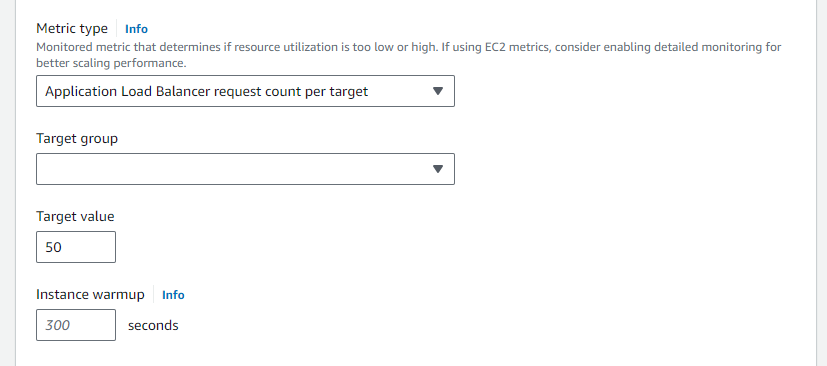 Metric type Info
Monitored metric that determines if resource utilization is too low or high. If using EC2 metrics, consider enabling detailed monitoring for
better scaling performance.
Application Load Balancer request count per target
Target group
Target value
50
Instance warmup Info
300 seconds